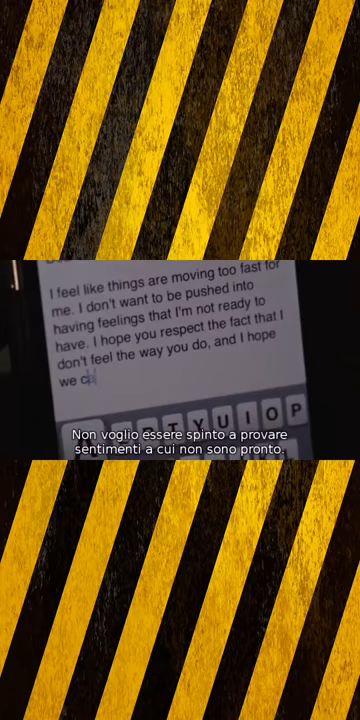 I feel like things are moving too fast for
me. I don't want to be pushed into
having feelings that I'm not ready to
have. I hope you respect the fact that I
don't feel the way you do, and I hope
we c
T Y U I O P
Non voglio essere spinto a provare
sentimenti a cui non sono pronto.